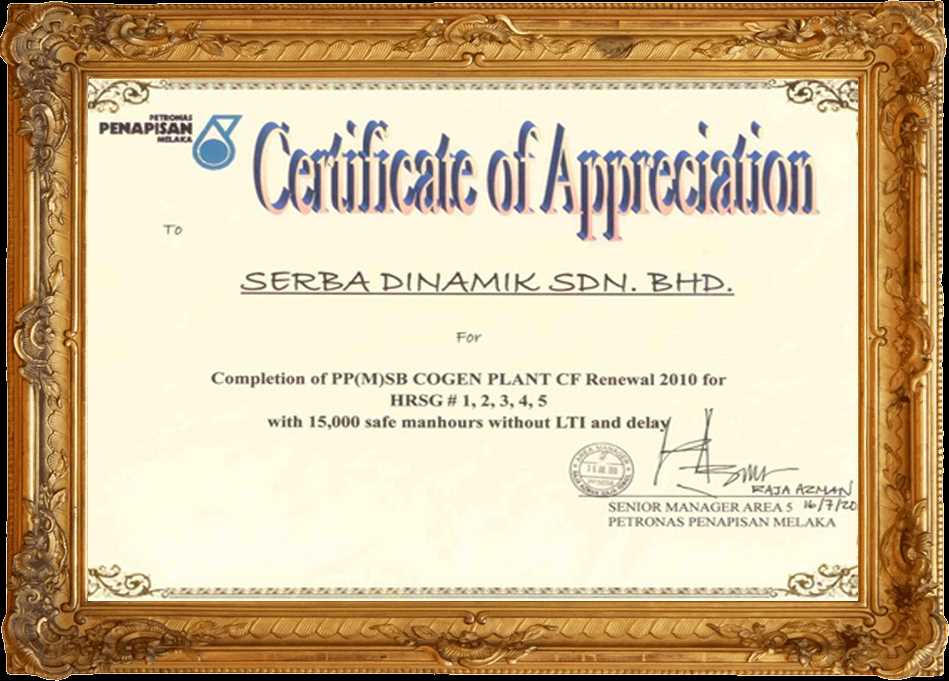 PETRONAS
PENAPISAN
MELAKA
Certificate of Appreciation
To
SERBA DINAMIK SDN. BHD.
For
Completion of PP(M)SB COGEN PLANT CF Renewal 2010 for
HRSG # 1, 2, 3, 4, 5
with 15,000 safe manhours without LTI and delay
AREA MANAGER
RAJA AZMAN
SENIOR MANAGER AREA 5 16/7/20
PETRONAS PENAPISAN MELAKA